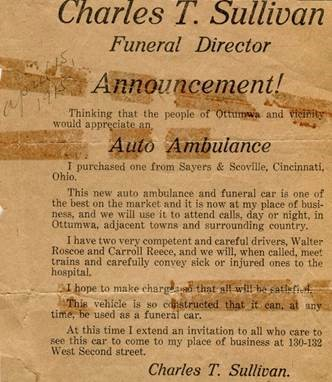 Charles T. Sullivan
Funeral Director
Announcement!
Thinking that the people of Ottumwa and vicinity
would appreciate an
Auto Ambulance
I purchased one from Sayers & Scoville, Cincinnati,
Ohio.
This new auto ambulance and funeral car is one of
the best on the market and it is now at my place of busi-
ness, and we will use it to attend calls, day or night, in
Ottumwa, adjacent towns and surrounding country.
I have two very competent and careful drivers, Walter
Roscoe and Carroll Reece, and we will, when called, meet
trains and carefully convey sick or injured ones to the
hospital.
I hope to make charges so that all will be satisfied.
This vehicle is so constructed that it can, at any
time, be used as a funeral car.
At this time I extend an invitation to all who care to
see this car to come to my place of business at 130-132
West Second street.
Charles T. Sullivan.